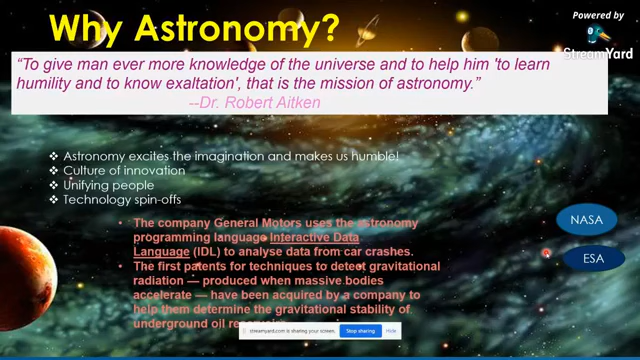 Why Astronomy?
Powered by
StreamYard
“To give man ever more knowledge of the universe and to help him 'to learn
humility and to know exaltation', that is the mission of astronomy.”
--Dr. Robert Aitken
❖ Astronomy excites the imagination and makes us humble!
❖ Culture of innovation
❖ Unifying people
❖ Technology spin-offs
• The company General Motors uses the astronomy
programming language Interactive Data
Language (IDL) to analyse data from car crashes.
• The first patents for techniques to detect gravitational
radiation — produced when massive bodies
accelerate — have been acquired by a company to
help them determine the gravitational stability of
underground oil
NASA
ESA
streamyard.com is sharing your screen. Stop sharing Hide